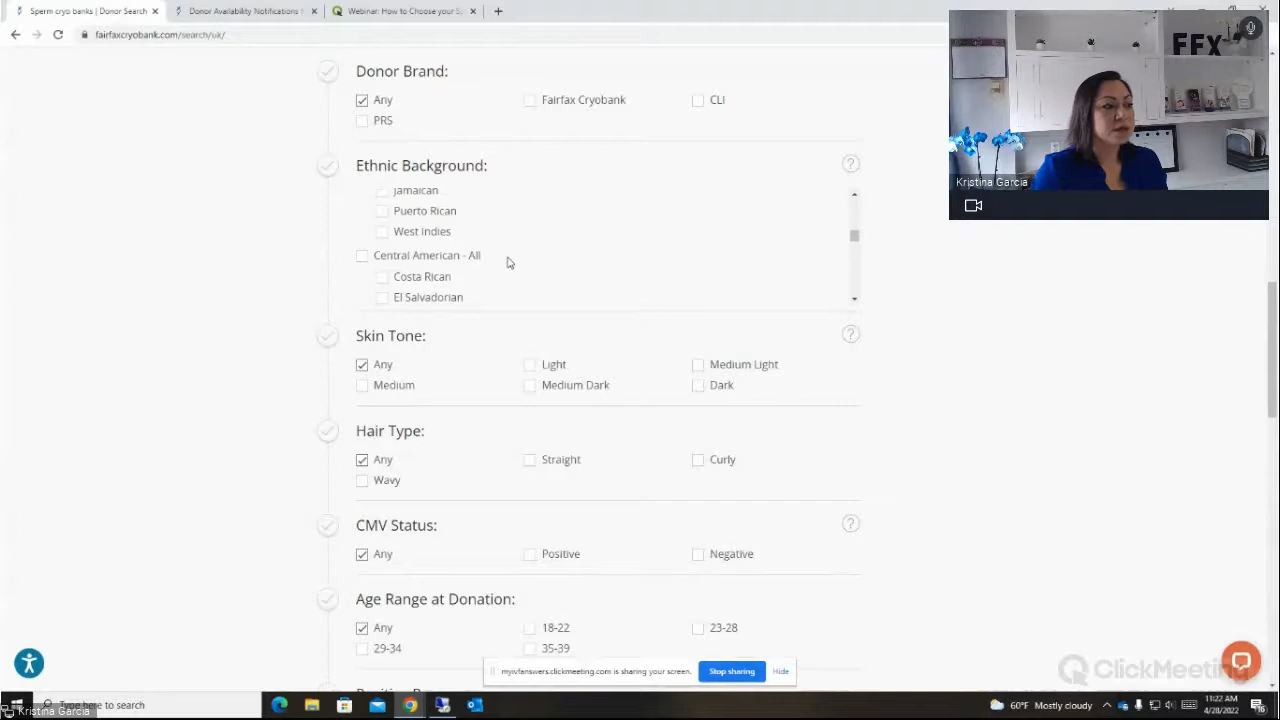 Sperm cryo banks | Donor Search
Donor Availability Notifications
Webinar: How to Choose your S
fairfaxcryobank.com/search/uk/
FFX
Kristina Garcia
Donor Brand:
Any
Fairfax Cryobank
CLI
PRS
Ethnic Background:
?
Jamaican
Puerto Rican
West Indies
Central American - All
Costa Rican
El Salvadorian
Skin Tone:
?
Any
Light
Medium Light
Medium
Medium Dark
Dark
Hair Type:
Any
Straight
Curly
Wavy
CMV Status:
?
Any
Positive
Negative
Age Range at Donation:
Any
18-22
23-28
29-34
35-39
myivfanswers.clickmeeting.com is sharing your screen.
Stop sharing
Hide
ClickMeeting
Type here to search
Kristina Garcia
60°F Mostly cloudy
11:22 AM
4/28/2022